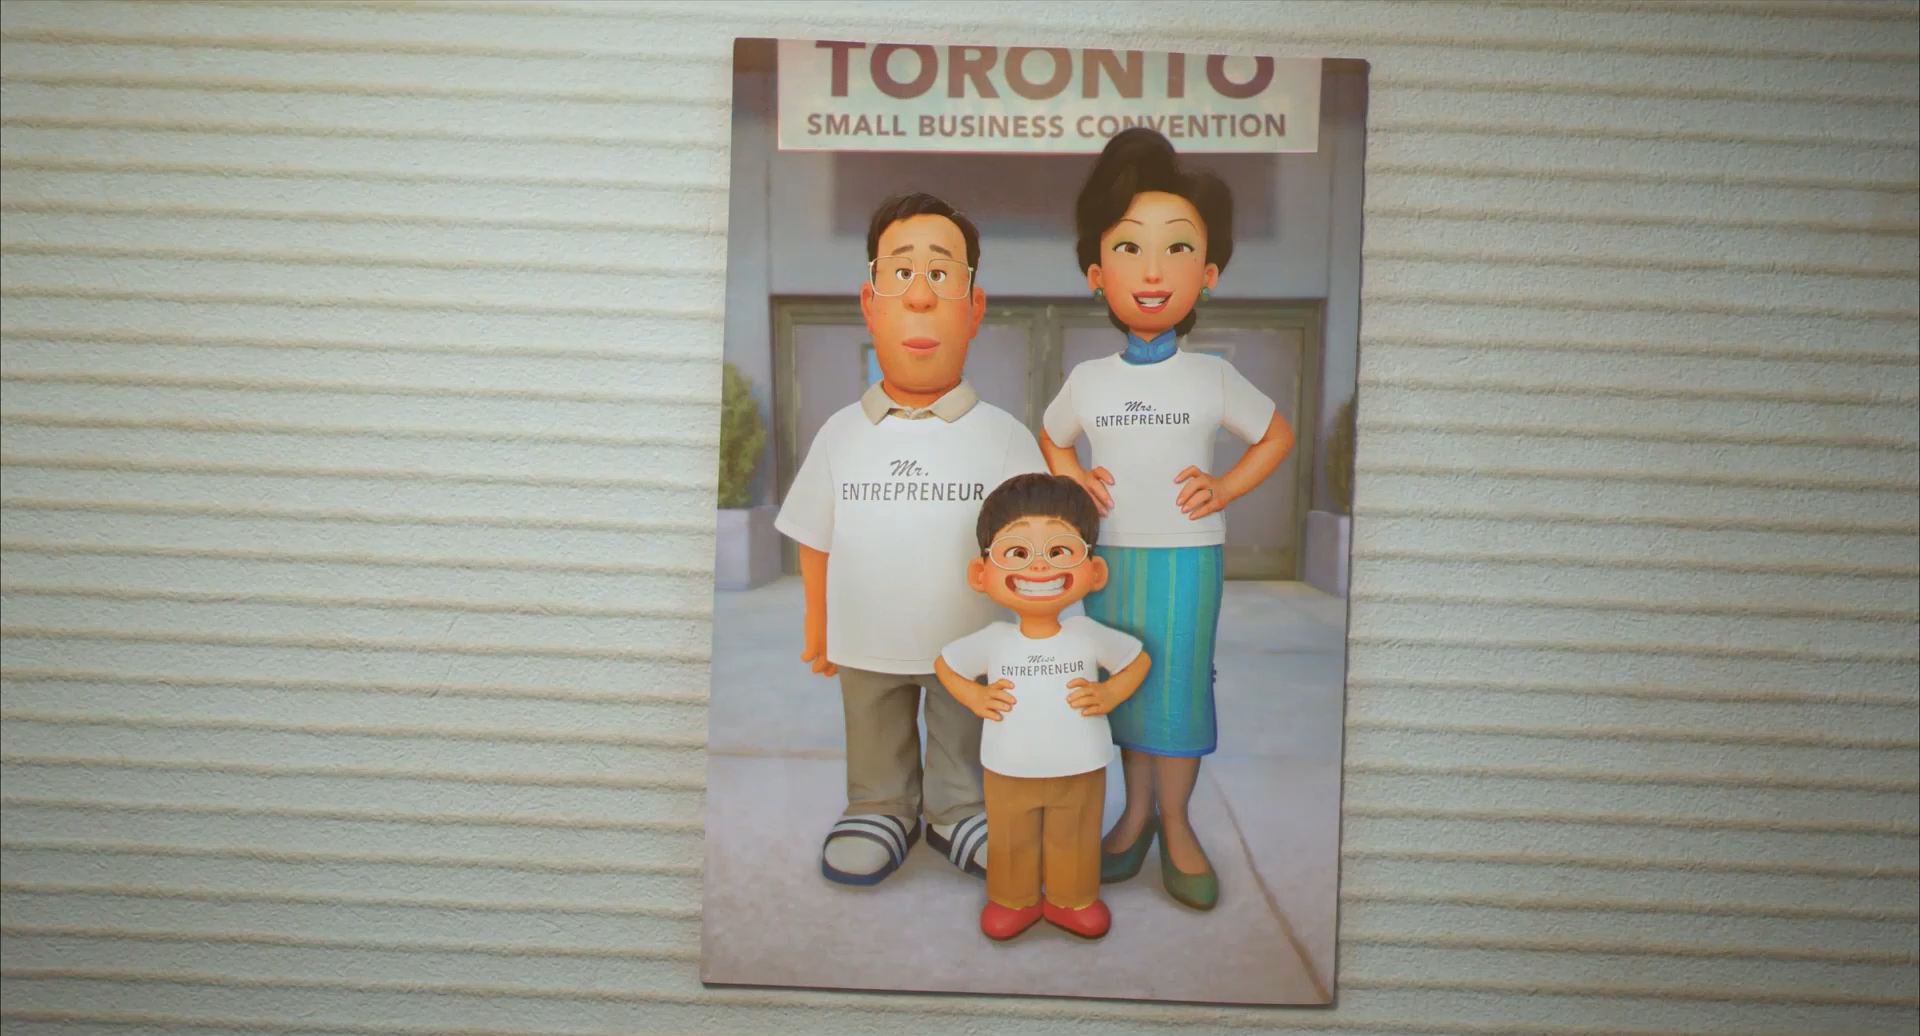 TORONTO
SMALL BUSINESS CONVENTION
Mr.
ENTREPRENEUR
Mrs.
ENTREPRENEUR
Miss
ENTREPRENEUR